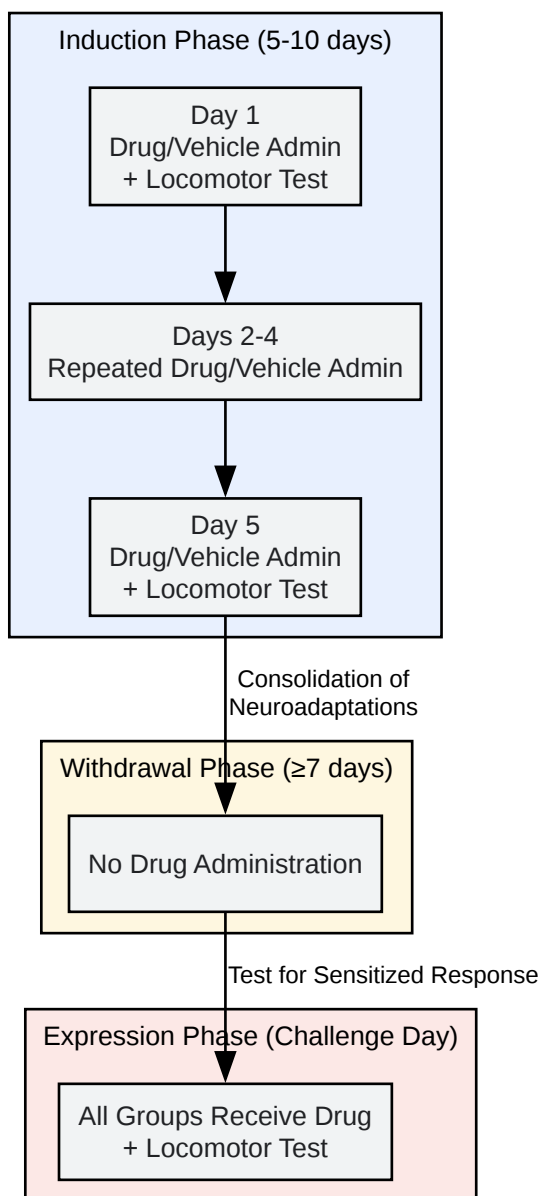 Induction Phase (5-10 days)
Day 1
Drug/Vehicle Admin
+ Locomotor Test
Days 2-4
Repeated Drug/Vehicle Admin
Day 5
Drug/Vehicle Admin
+ Locomotor Test
Consolidation of
Neuroadaptations
Withdrawal Phase (≥7 days)
No Drug Administration
Test for Sensitized Response
Expression Phase (Challenge Day)
All Groups Receive Drug
+ Locomotor Test